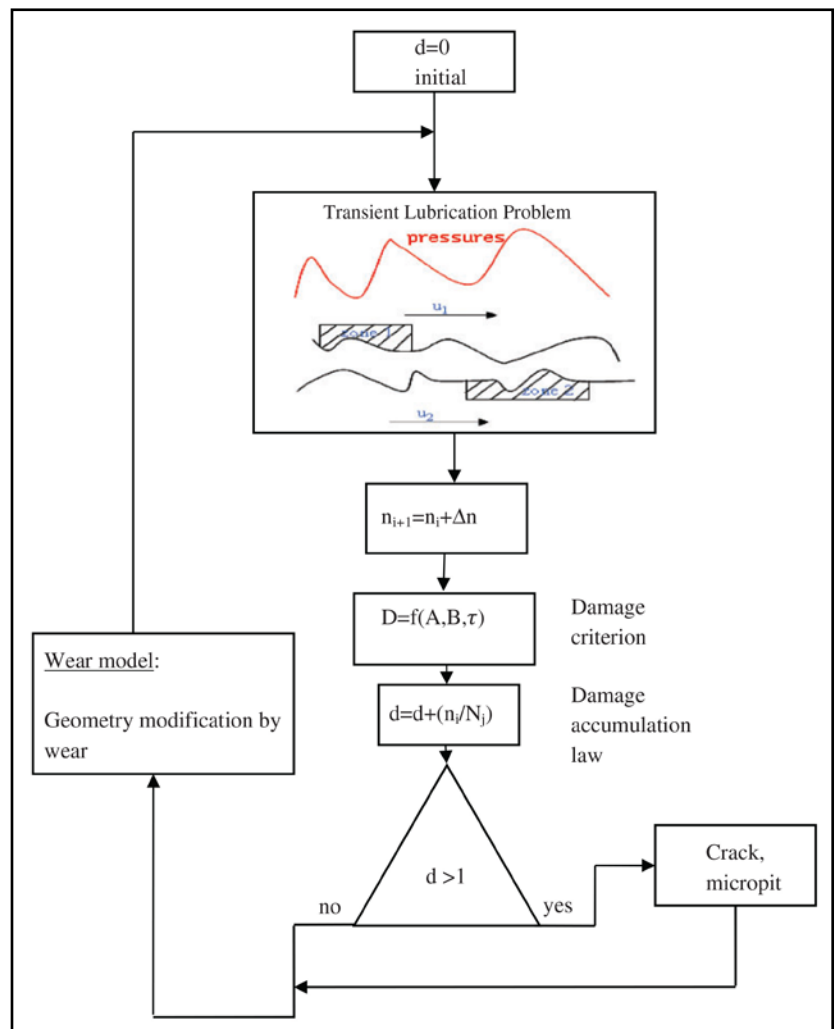 d=0
initial
Transient Lubrication Problem
pressures
u₁
zone 1
zone 2
u₂
nᵢ₊₁=nᵢ+Δn
D=f(A,B,τ)
Damage
criterion
Wear model:
Geometry modification by
wear
d=d+(nᵢ/Nⱼ)
Damage
accumulation
law
d >1
no
yes
Crack,
micropit